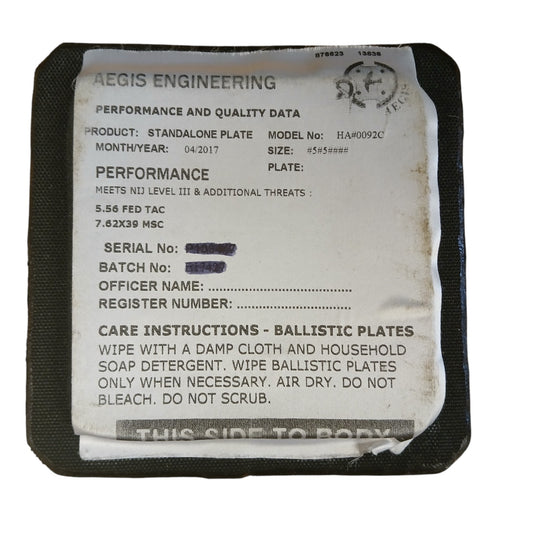 876823 13636
AEGIS ENGINEERING
AEGIS
PERFORMANCE AND QUALITY DATA
PRODUCT: STANDALONE PLATE MODEL No: HA#0092C
MONTH/YEAR: 04/2017 SIZE: #5#5####
PLATE:
PERFORMANCE
MEETS NIJ LEVEL III & ADDITIONAL THREATS :
5.56 FED TAC
7.62X39 MSC
SERIAL No:
BATCH No:
OFFICER NAME: ................................
REGISTER NUMBER: ..........................
CARE INSTRUCTIONS - BALLISTIC PLATES
WIPE WITH A DAMP CLOTH AND HOUSEHOLD
SOAP DETERGENT. WIPE BALLISTIC PLATES
ONLY WHEN NECESSARY. AIR DRY. DO NOT
BLEACH. DO NOT SCRUB.
THIS SIDE TO BODY